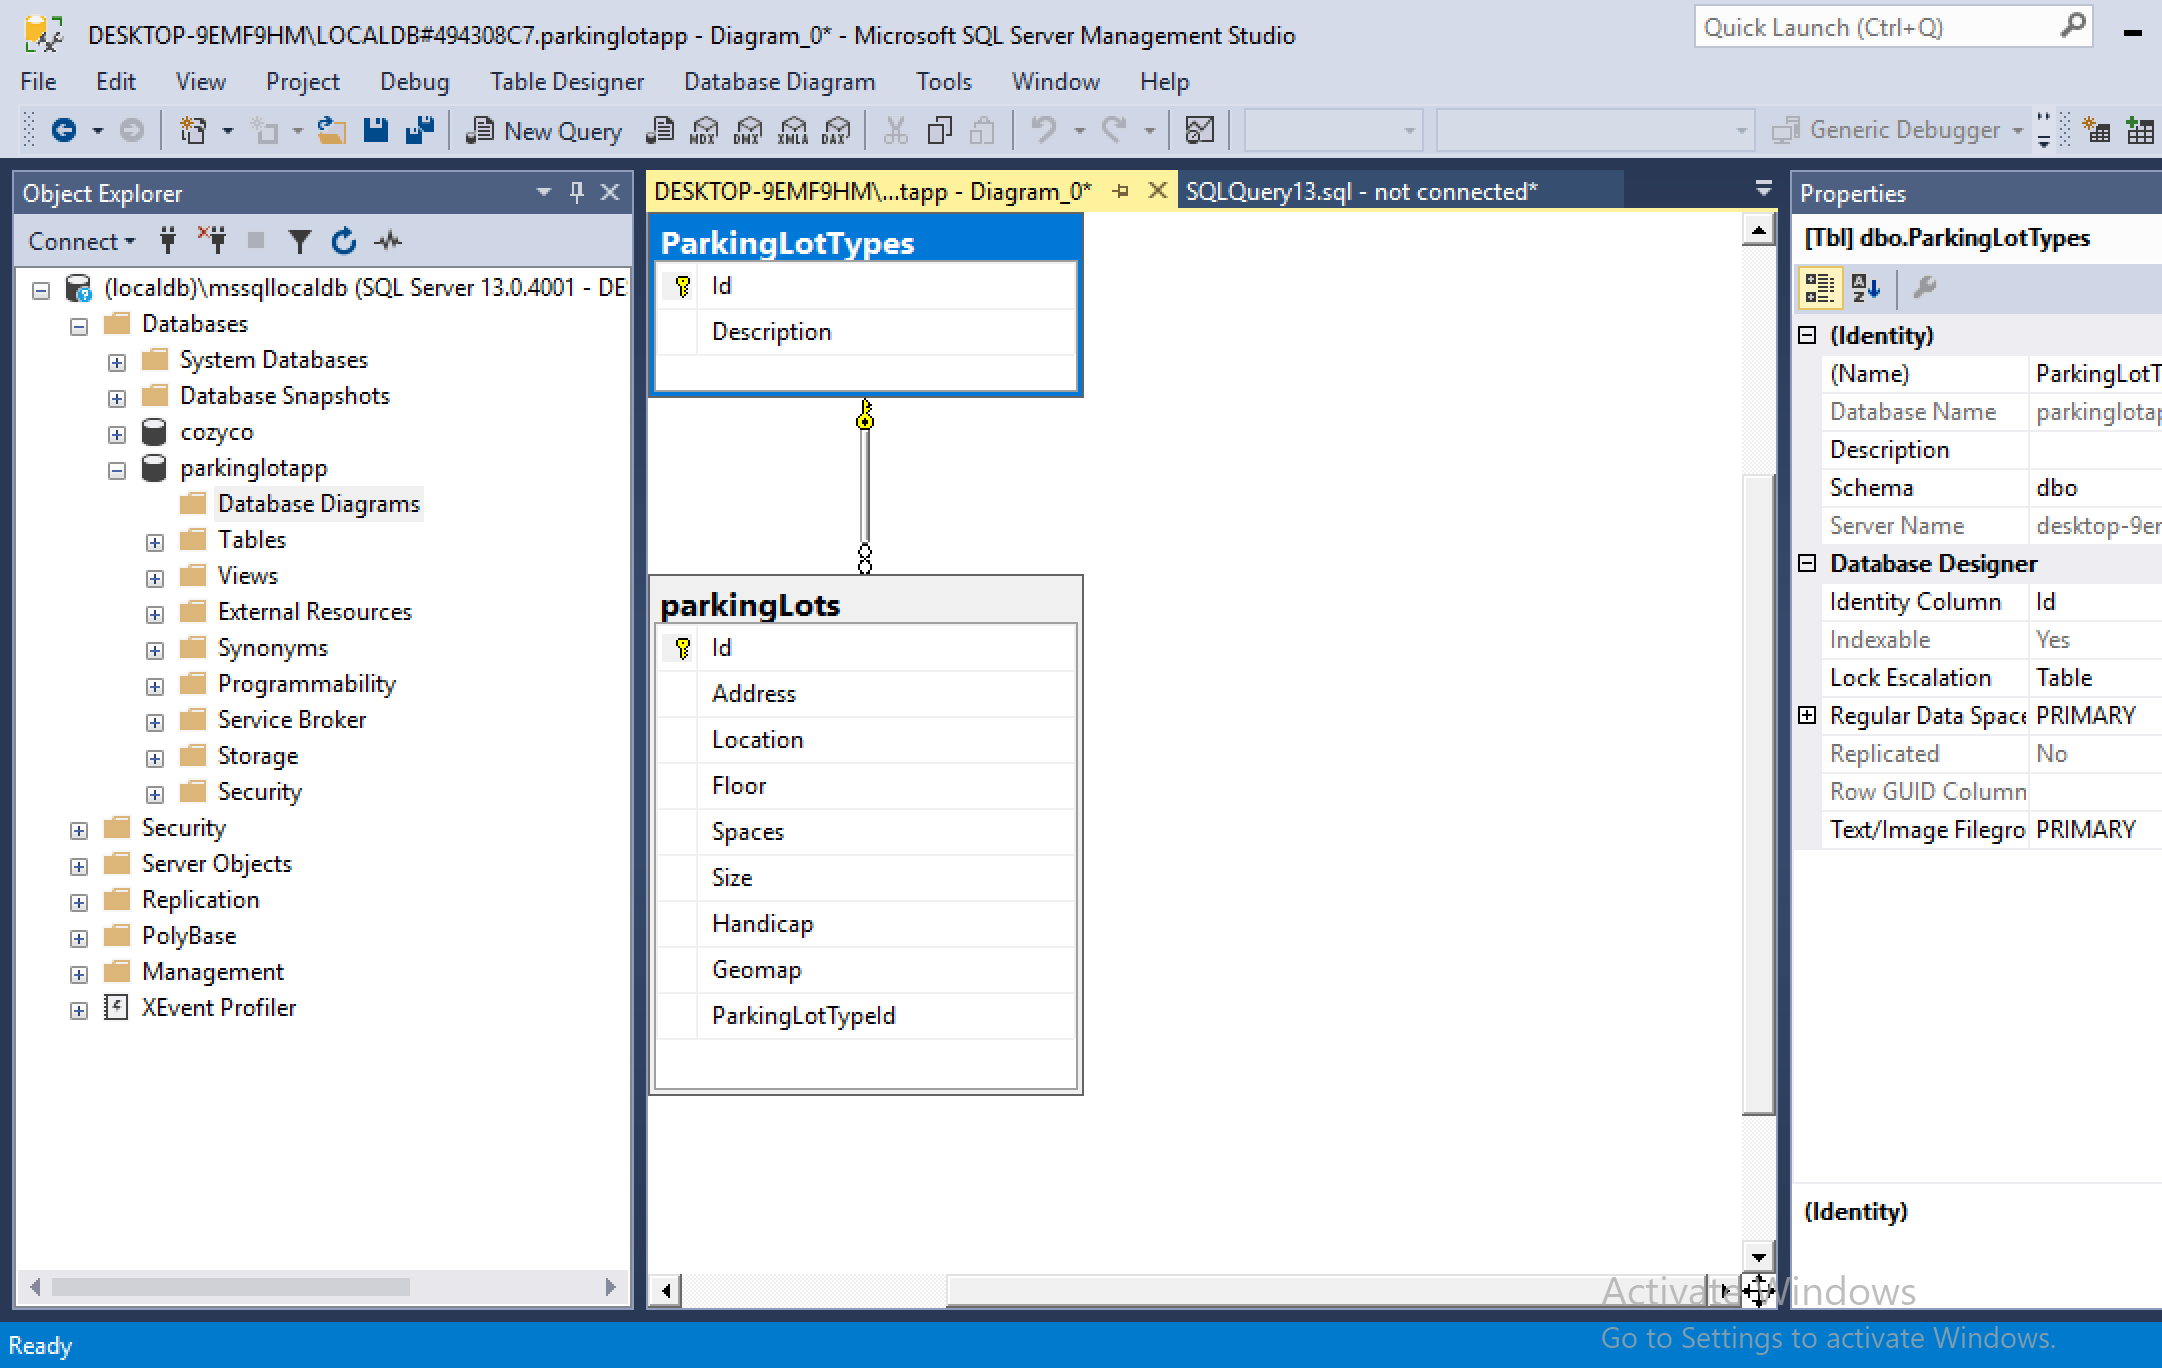 DESKTOP-9EMF9HM\LOCALDB#494308C7.parkinglotapp - Diagram_0* - Microsoft SQL Server Management Studio
Quick Launch (Ctrl+Q)
File Edit View Project Debug Table Designer Database Diagram Tools Window Help
New Query MDX DMX XMLA DAX Generic Debugger
Object Explorer
Connect
(localdb)\mssqllocaldb (SQL Server 13.0.4001 - DE
Databases
System Databases
Database Snapshots
cozyco
parkinglotapp
Database Diagrams
Tables
Views
External Resources
Synonyms
Programmability
Service Broker
Storage
Security
Security
Server Objects
Replication
PolyBase
Management
XEvent Profiler
DESKTOP-9EMF9HM\...tapp - Diagram_0* SQLQuery13.sql - not connected*
ParkingLotTypes
Id
Description
parkingLots
Id
Address
Location
Floor
Spaces
Size
Handicap
Geomap
ParkingLotTypeId
Properties
[Tbl] dbo.ParkingLotTypes
(Identity)
(Name) ParkingLotT
Database Name parkinglotap
Description
Schema dbo
Server Name desktop-9er
Database Designer
Identity Column Id
Indexable Yes
Lock Escalation Table
Regular Data Space PRIMARY
Replicated No
Row GUID Column
Text/Image Filegro PRIMARY
(Identity)
Activate Windows
Go to Settings to activate Windows.
Ready